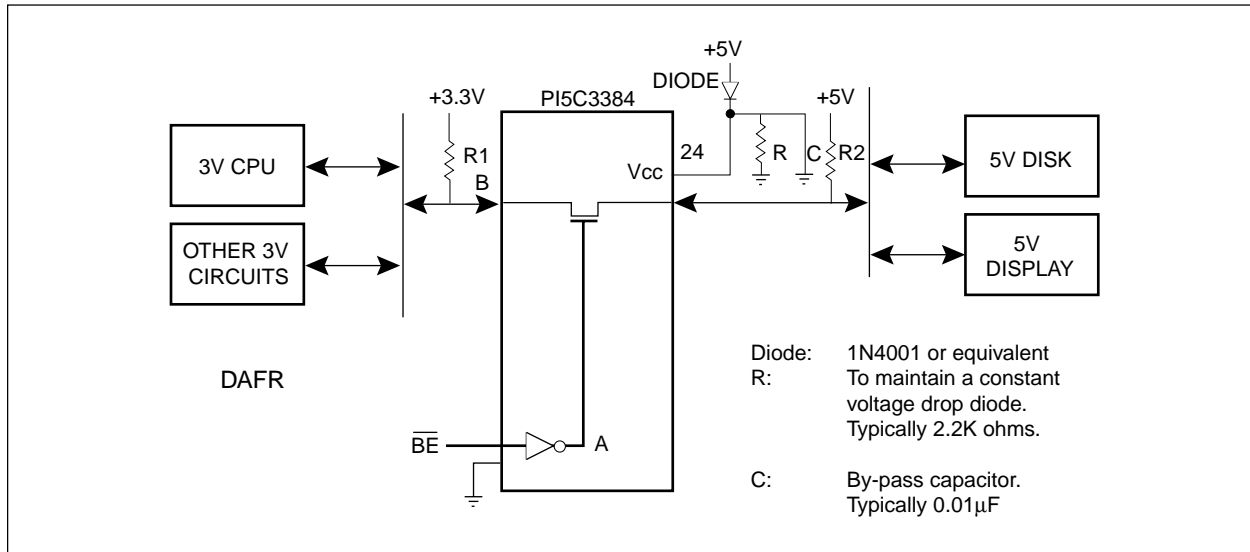 +5V
DIODE
PI5C3384
+3.3V
+5V
R1
B
24
Vcc
R
C
R2
3V CPU
OTHER 3V
CIRCUITS
5V DISK
5V
DISPLAY
DAFR
BE
A
Diode: 1N4001 or equivalent
R: To maintain a constant
voltage drop diode.
Typically 2.2K ohms.
C: By-pass capacitor.
Typically 0.01µF